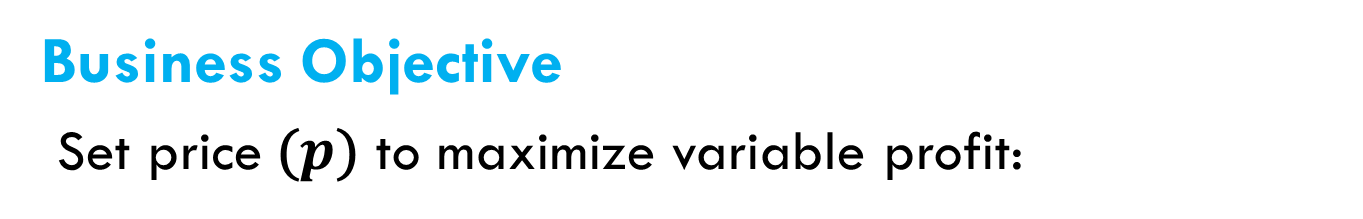 Business Objective
Set price (p) to maximize variable profit: